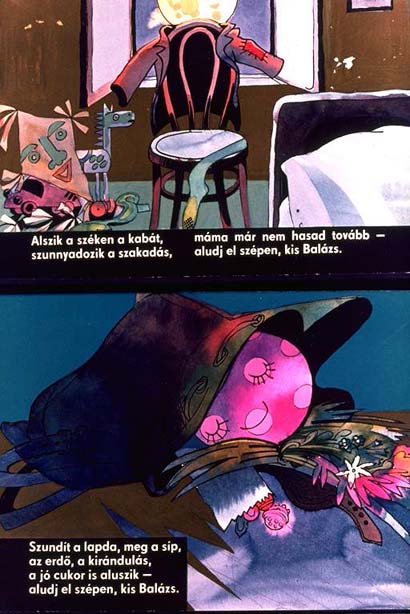 Alszik a széken a kabát,
szunnyadozik a szakadás,
máma már nem hasad tovább —
aludj el szépen, kis Balázs.
Szundít a lapda, meg a síp,
az erdő, a kirándulás,
a jó cukor is aluszik —
aludj el szépen, kis Balázs.